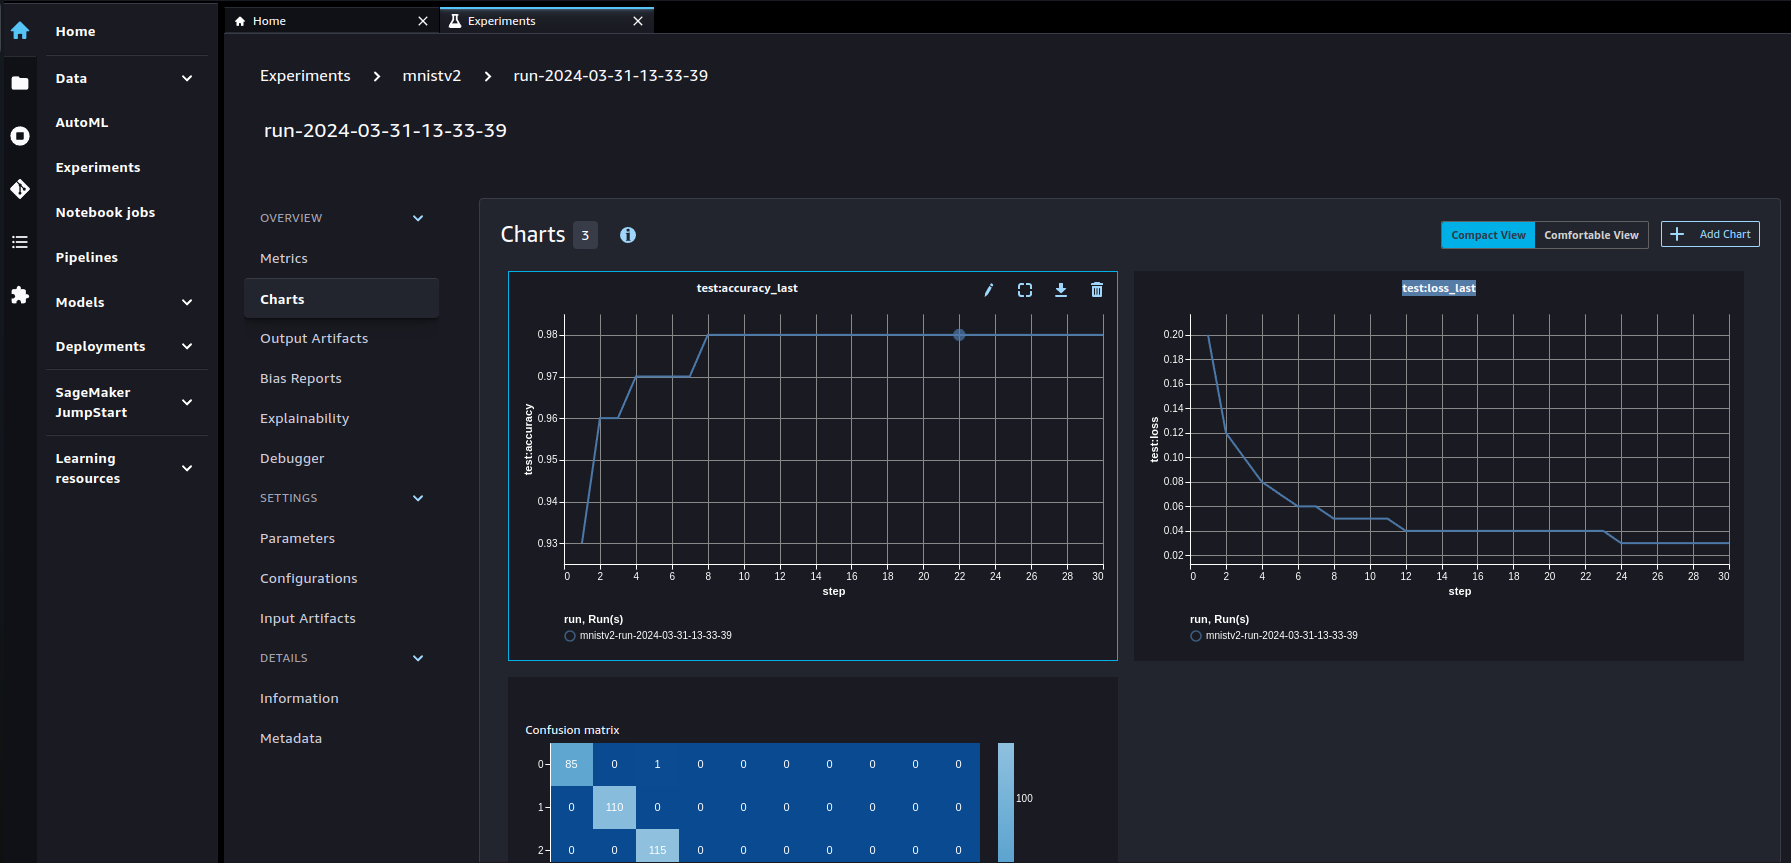 Home
Experiments
Home
Data
AutoML
Experiments
Notebook jobs
Pipelines
Models
Deployments
SageMaker
JumpStart
Learning
resources
Experiments > mnistv2 > run-2024-03-31-13-33-39
run-2024-03-31-13-33-39
OVERVIEW
Metrics
Charts
Output Artifacts
Bias Reports
Explainability
Debugger
SETTINGS
Parameters
Configurations
Input Artifacts
DETAILS
Information
Metadata
Charts 3
Compact View
Comfortable View
Add Chart
test:accuracy_last
test:accuracy
0.98
0.97
0.96
0.95
0.94
0.93
0 2 4 6 8 10 12 14 16 18 20 22 24 26 28 30
step
run, Run(s)
mnistv2-run-2024-03-31-13-33-39
test:loss_last
test:loss
0.20
0.18
0.16
0.14
0.12
0.10
0.08
0.06
0.04
0.02
0 2 4 6 8 10 12 14 16 18 20 22 24 26 28 30
step
run, Run(s)
mnistv2-run-2024-03-31-13-33-39
Confusion matrix
0 85 0 1 0 0 0 0 0 0 0
1 0 110 0 0 0 0 0 0 0 0
2 0 0 115 0 0 0 0 0 0 0
100